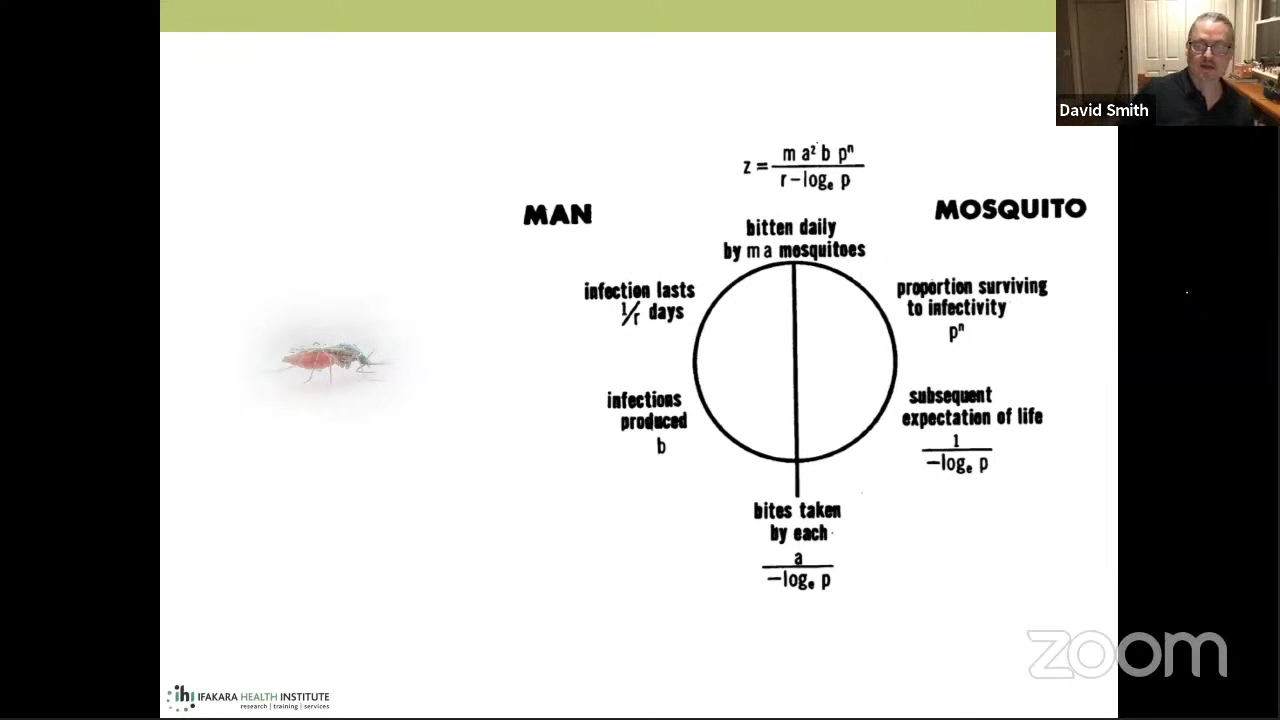 David Smith
z = m a² b pⁿ / r – logₑ p
MAN
MOSQUITO
bitten daily
by m a mosquitoes
infection lasts
1/r days
proportion surviving
to infectivity
pⁿ
infections
produced
b
subsequent
expectation of life
1 / –logₑ p
bites taken
by each
a / –logₑ p
zoom
ihi IFAKARA HEALTH INSTITUTE
research | training | services